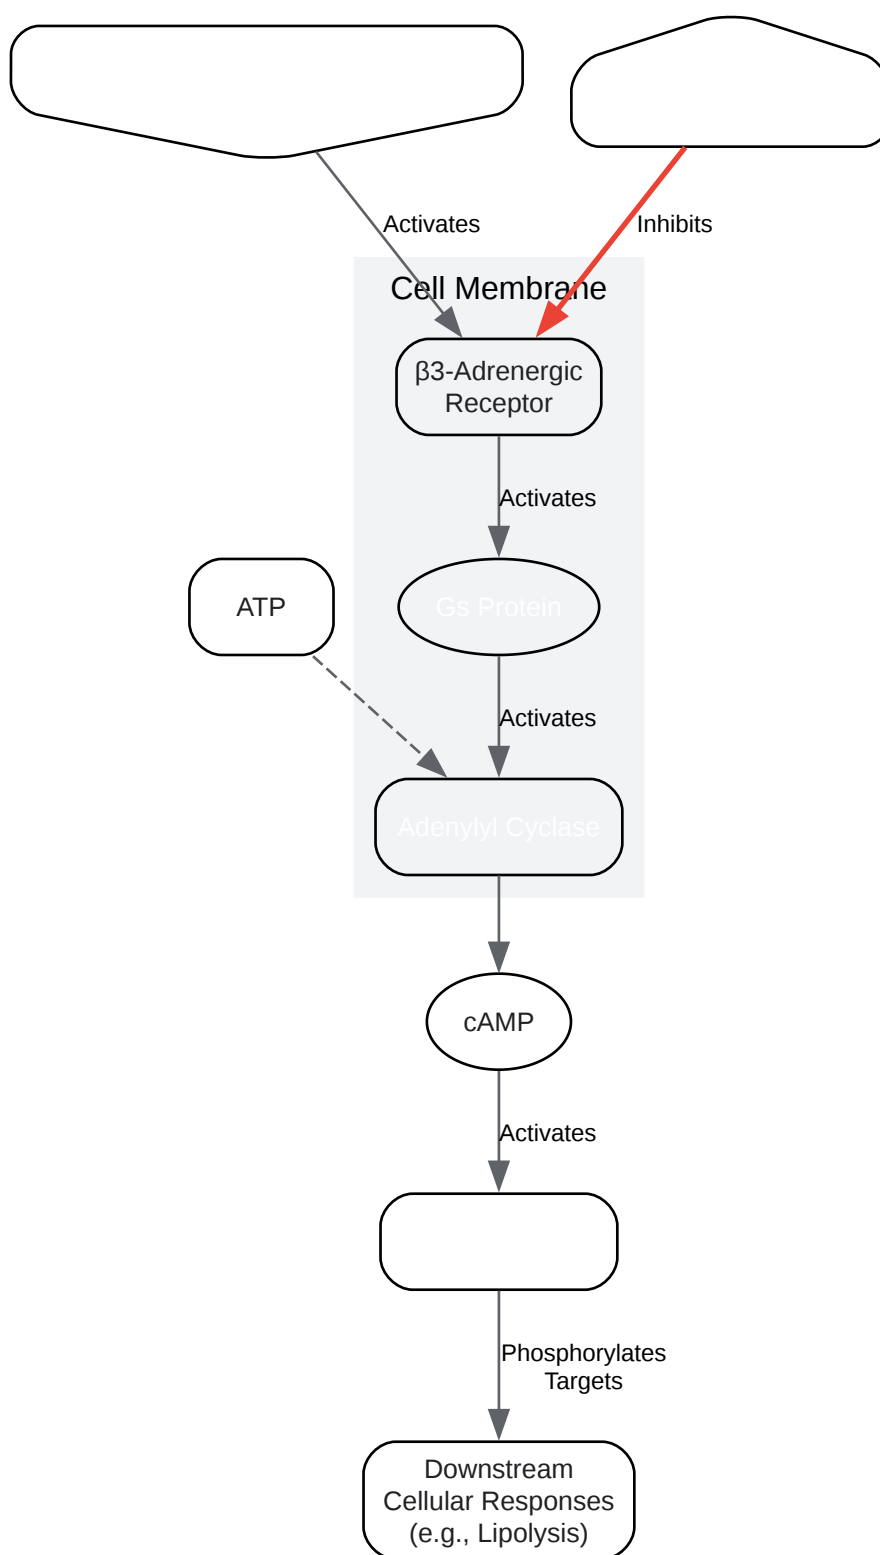 Activates
Inhibits
Cell Membrane
β3-Adrenergic
Receptor
Activates
ATP
Gs Protein
Activates
Adenylyl Cyclase
cAMP
Activates
Phosphorylates
Targets
Downstream
Cellular Responses
(e.g., Lipolysis)